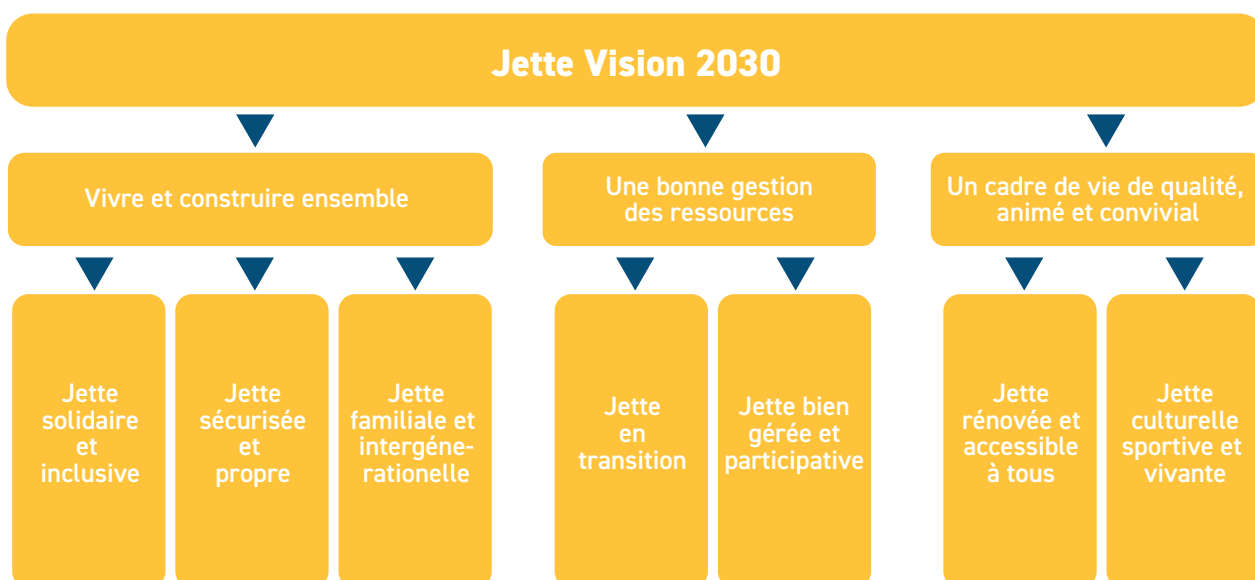 Jette Vision 2030
Vivre et construire ensemble
Une bonne gestion
des ressources
Un cadre de vie de qualité,
animé et convivial
Jette
solidaire
et
inclusive
Jette
sécurisée
et
propre
Jette
familiale et
intergéne-
rationelle
Jette
en
transition
Jette bien
gérée et
participative
Jette
rénovée et
accessible
à tous
Jette
culturelle
sportive et
vivante